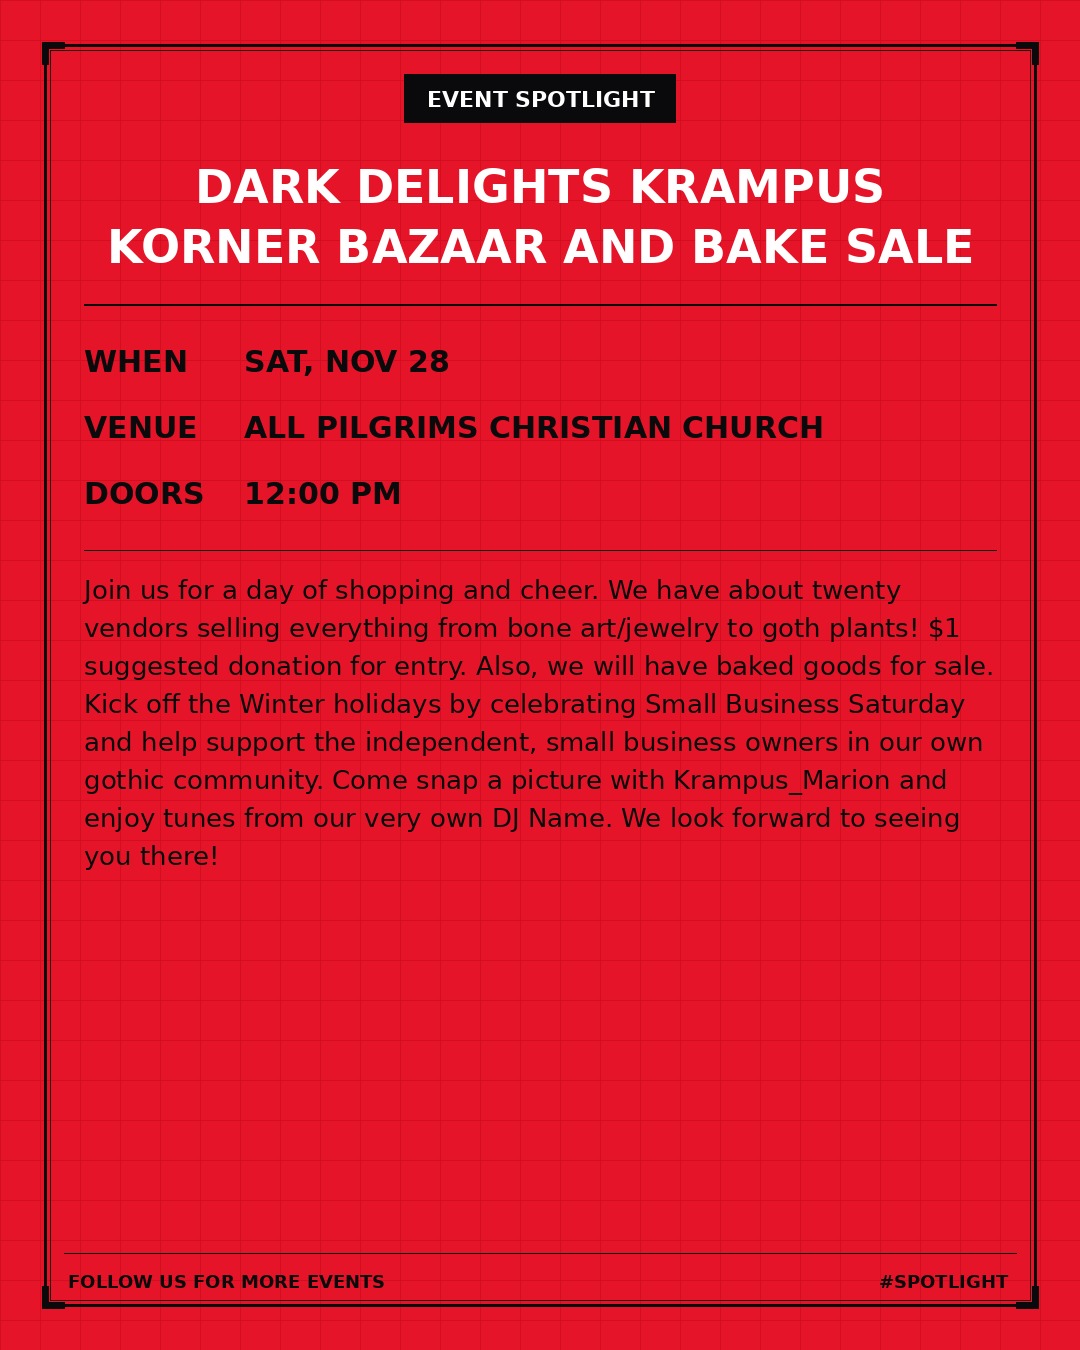 EVENT SPOTLIGHT
DARK DELIGHTS KRAMPUS
KORNER BAZAAR AND BAKE SALE
WHEN SAT, NOV 28
VENUE ALL PILGRIMS CHRISTIAN CHURCH
DOORS 12:00 PM
Join us for a day of shopping and cheer. We have about twenty
vendors selling everything from bone art/jewelry to goth plants! $1
suggested donation for entry. Also, we will have baked goods for sale.
Kick off the Winter holidays by celebrating Small Business Saturday
and help support the independent, small business owners in our own
gothic community. Come snap a picture with Krampus_Marion and
enjoy tunes from our very own DJ Name. We look forward to seeing
you there!
FOLLOW US FOR MORE EVENTS #SPOTLIGHT